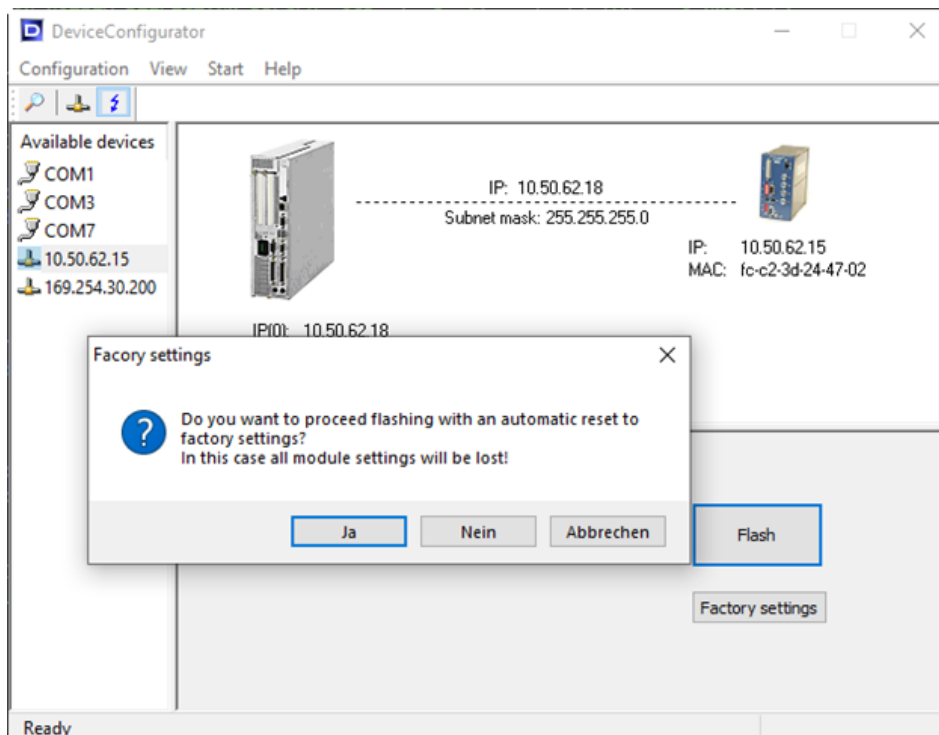 DeviceConfigurator
Configuration View Start Help
Available devices
COM1
COM3
COM7
10.50.62.15
169.254.30.200
IP: 10.50.62.18
Subnet mask: 255.255.255.0
IP: 10.50.62.15
MAC: fc-c2-3d-24-47-02
IP(0): 10.50.62.18
Facory settings
Do you want to proceed flashing with an automatic reset to
factory settings?
In this case all module settings will be lost!
Ja Nein Abbrechen
Flash
Factory settings
Ready